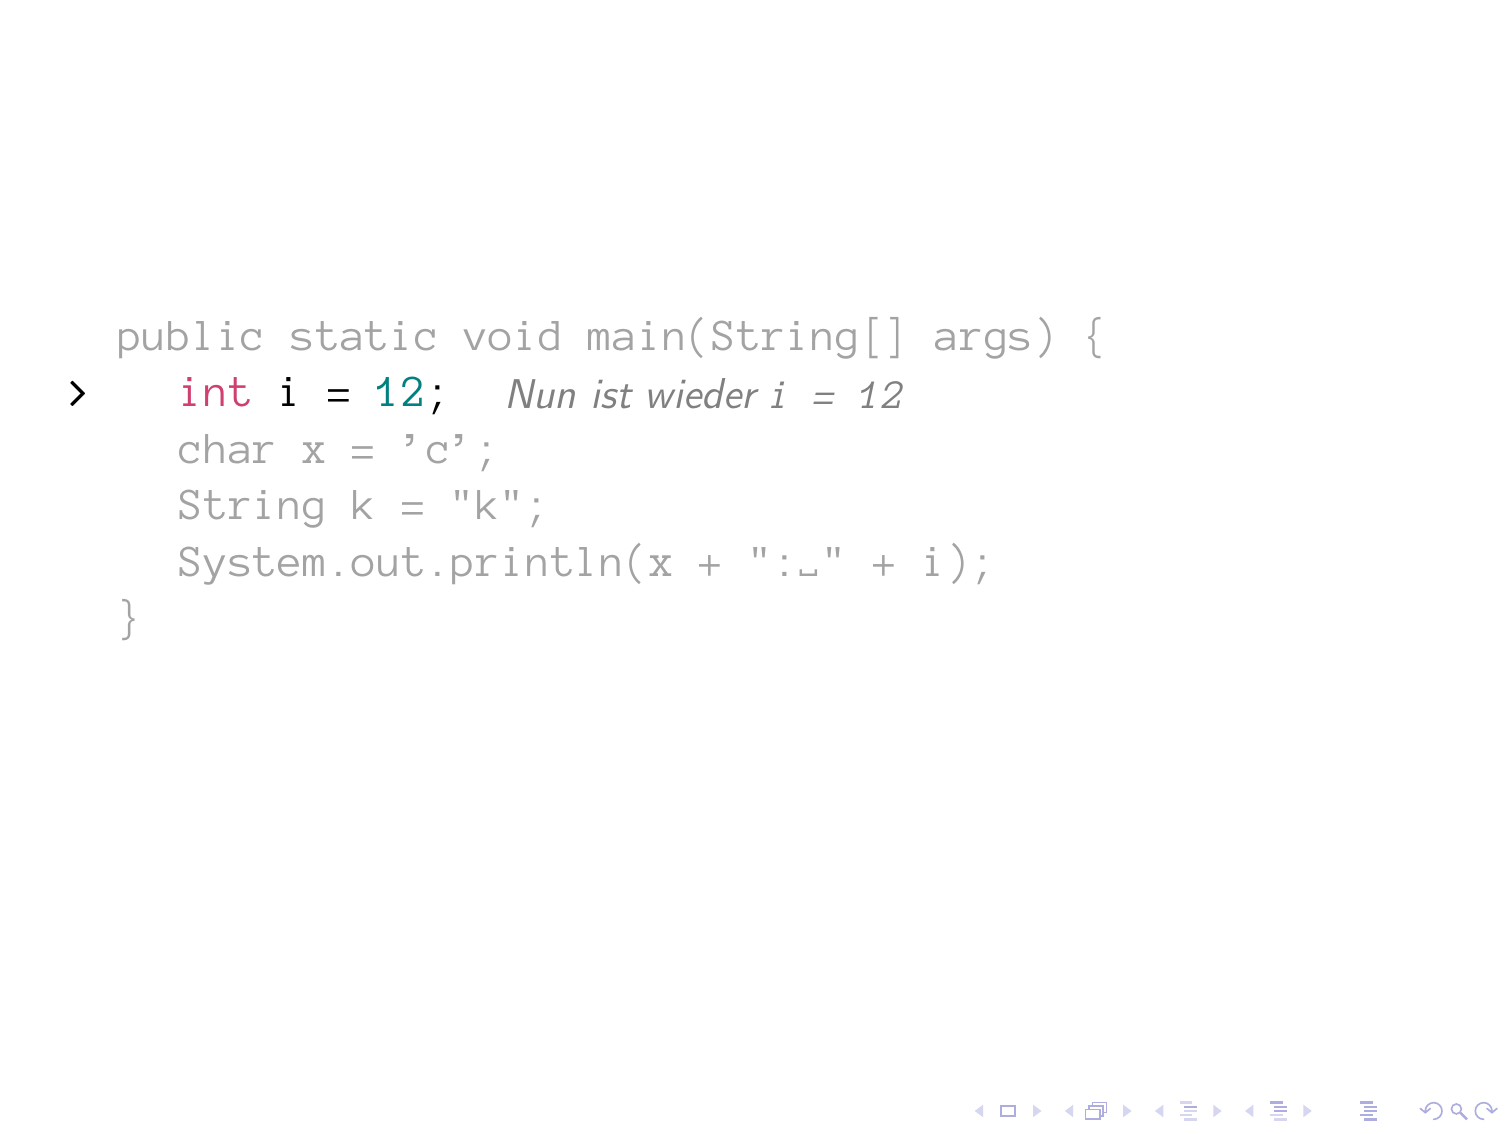 public static void main(String[] args) {
> int i = 12; Nun ist wieder i = 12
char x = ’c’;
String k = "k";
System.out.println(x + ":␣" + i);
}